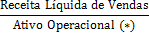 Receita Líquida de Vendas
Ativo Operacional (*)